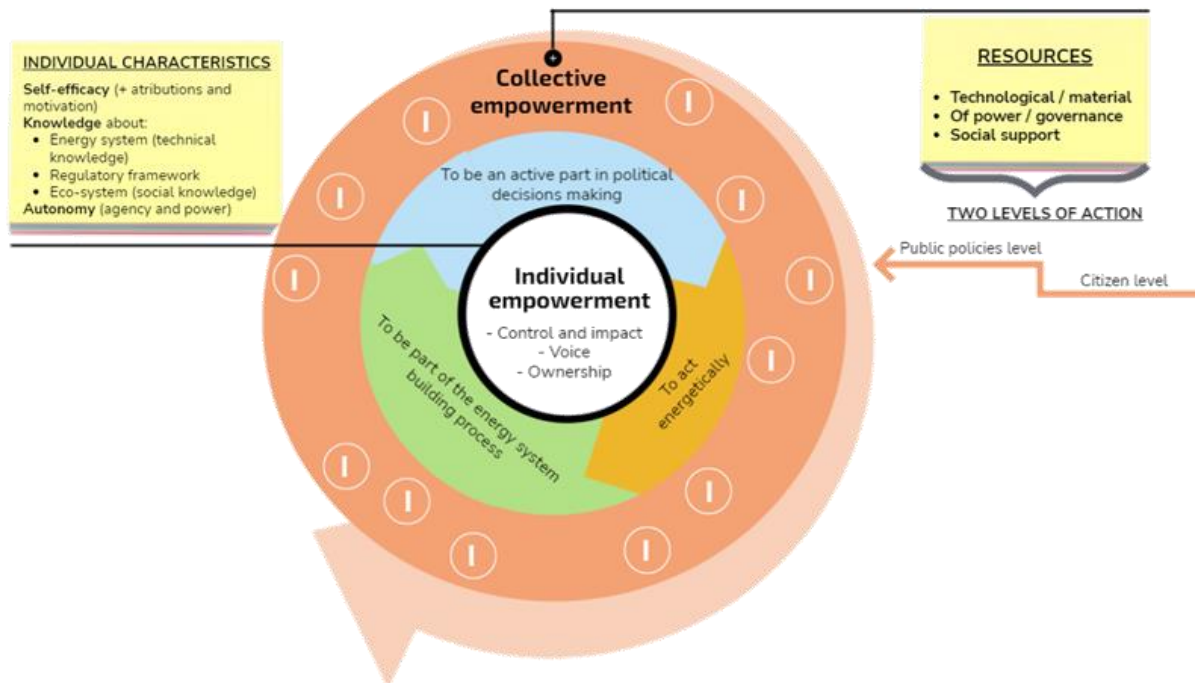 INDIVIDUAL CHARACTERISTICS
Self-efficacy (+ atributions and
motivation)
Knowledge about:
• Energy system (technical
knowledge)
• Regulatory framework
• Eco-system (social knowledge)
Autonomy (agency and power)
+
Collective
empowerment
RESOURCES
• Technological / material
• Of power / governance
• Social support
TWO LEVELS OF ACTION
Public policies level
Citizen level
To be an active part in political
decisions making
Individual
empowerment
- Control and impact
- Voice
- Ownership
To act
energetically
To be part of the energy system
building process
I
I
I
I
I
I
I
I
I
I
I
I
I